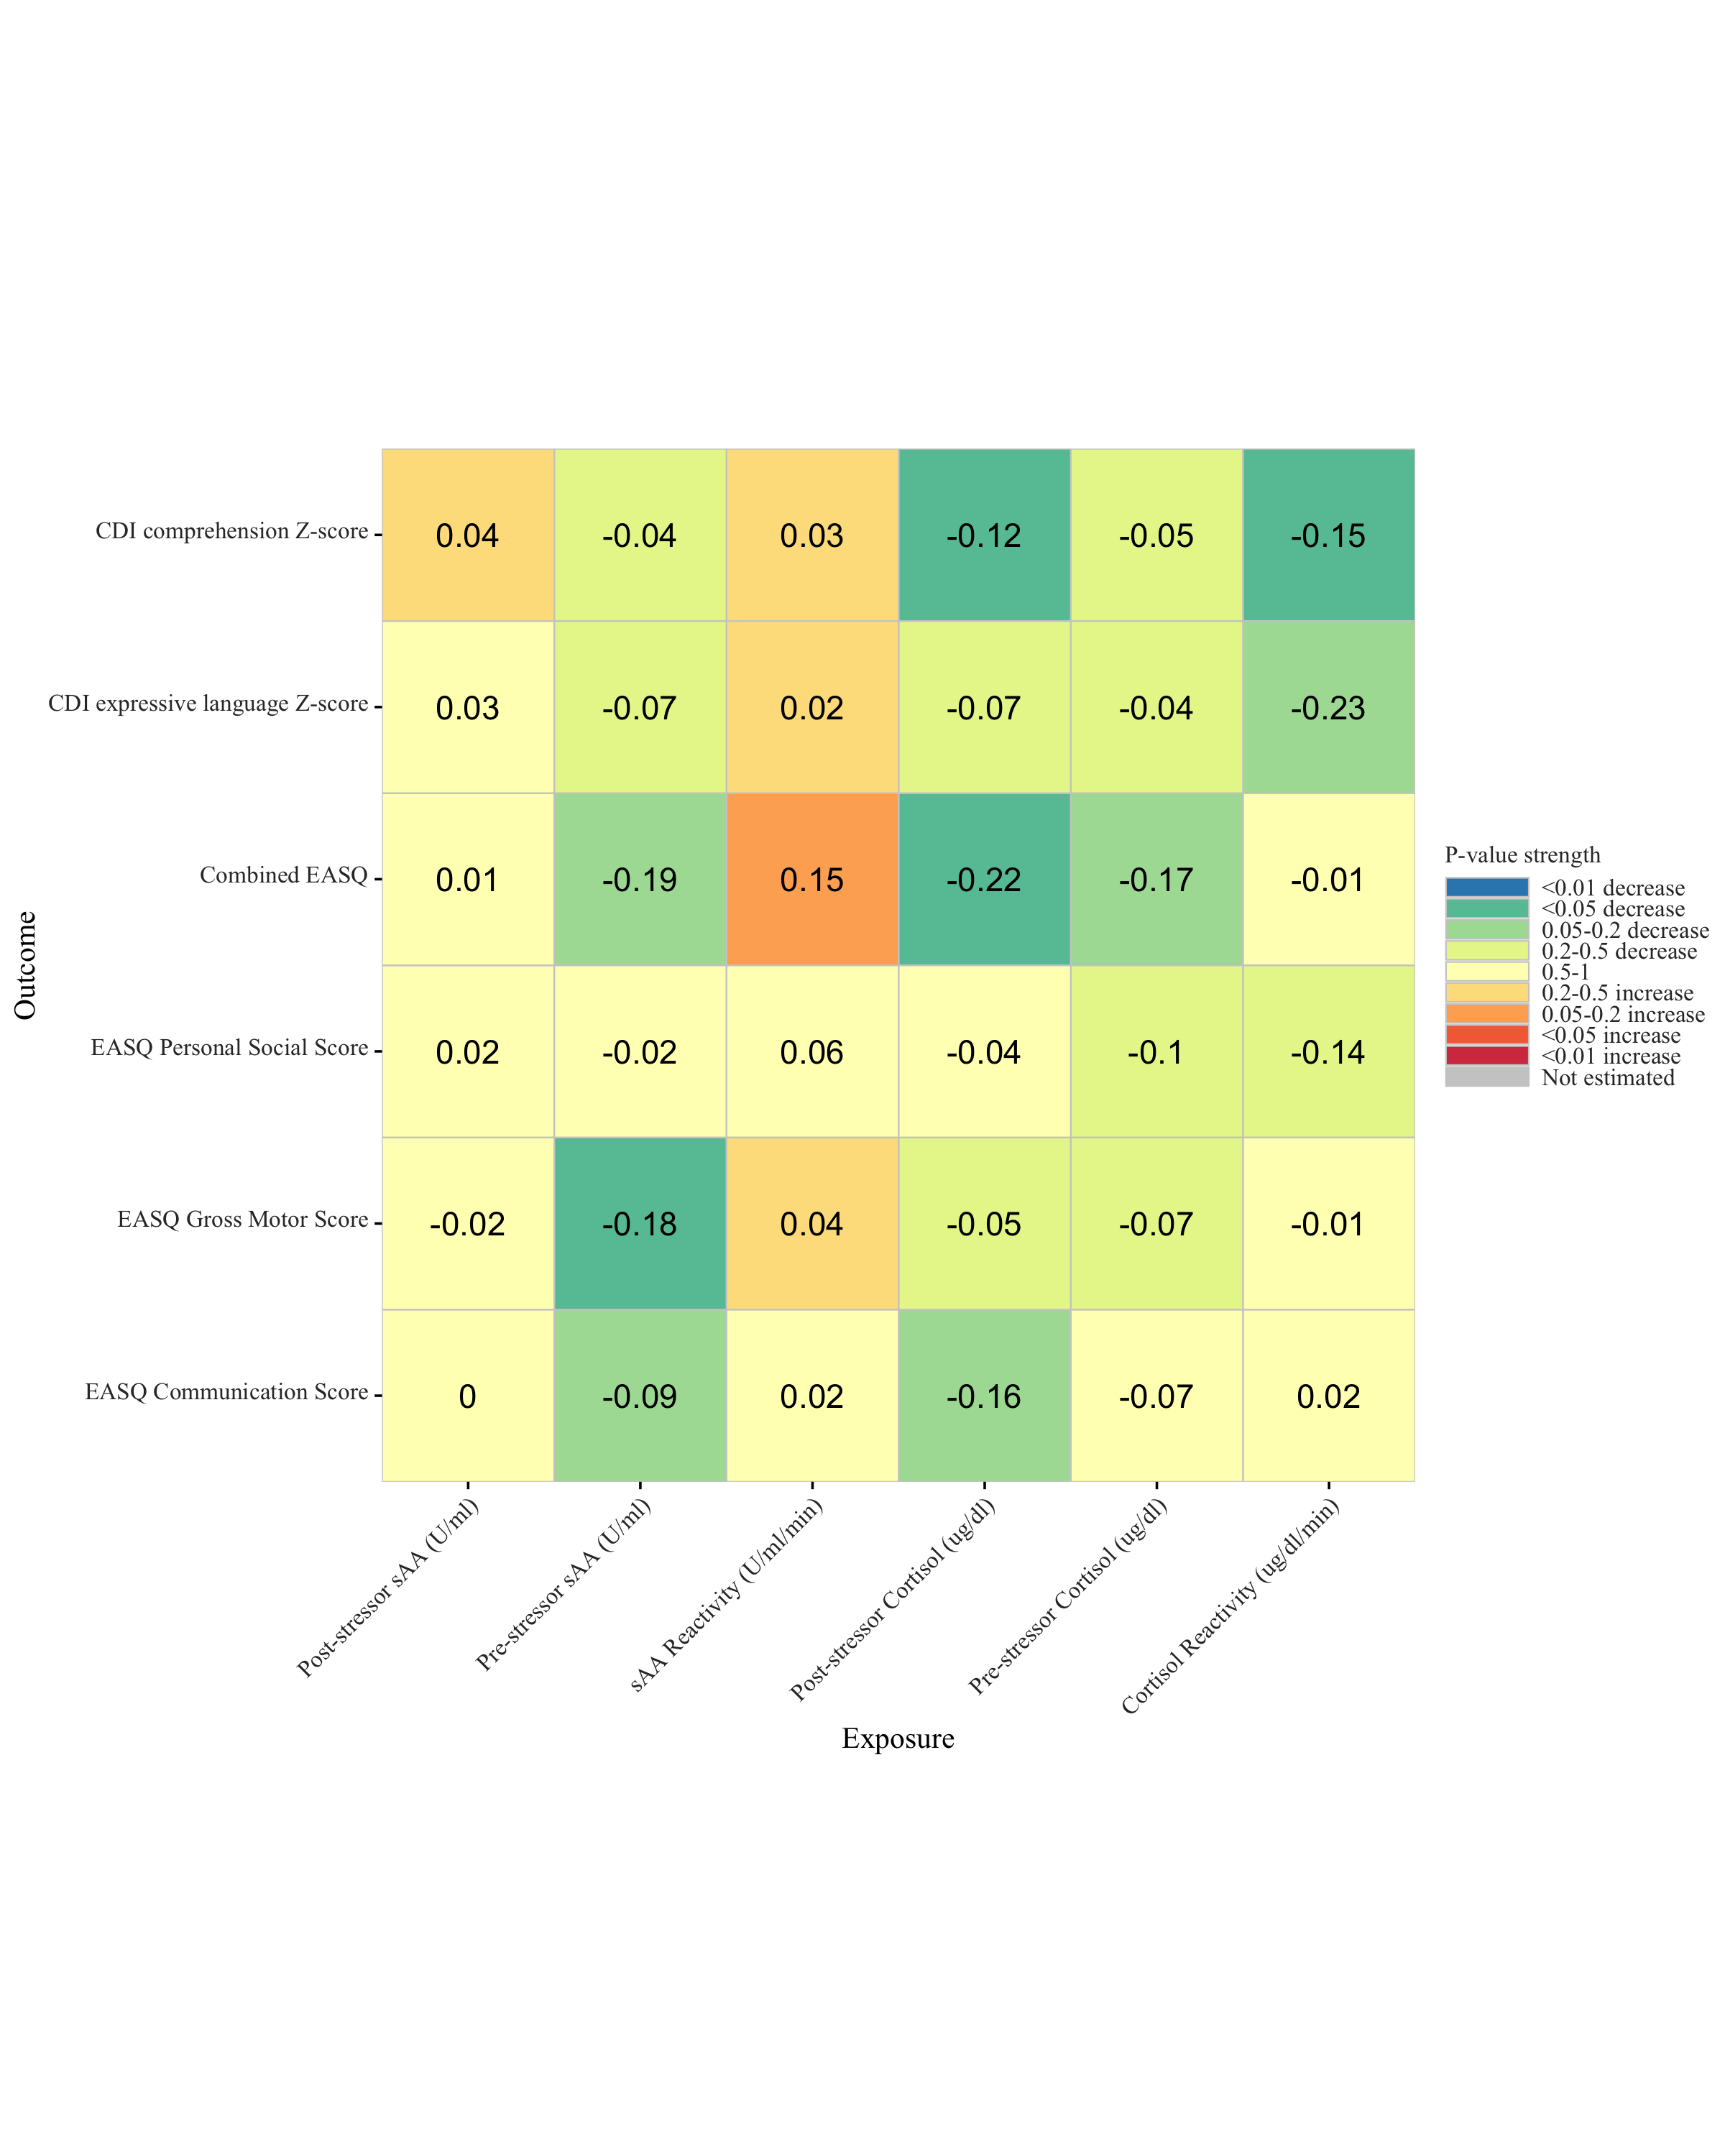 CDI comprehension Z-score
0.04 -0.04 0.03 -0.12 -0.05 -0.15
CDI expressive language Z-score
0.03 -0.07 0.02 -0.07 -0.04 -0.23
Combined EASQ
0.01 -0.19 0.15 -0.22 -0.17 -0.01
EASQ Personal Social Score
0.02 -0.02 0.06 -0.04 -0.1 -0.14
EASQ Gross Motor Score
-0.02 -0.18 0.04 -0.05 -0.07 -0.01
EASQ Communication Score
0 -0.09 0.02 -0.16 -0.07 0.02
Outcome
Post-stressor sAA (U/ml)
Pre-stressor sAA (U/ml)
sAA Reactivity (U/ml/min)
Post-stressor Cortisol (ug/dl)
Pre-stressor Cortisol (ug/dl)
Cortisol Reactivity (ug/dl/min)
Exposure
P-value strength
<0.01 decrease
<0.05 decrease
0.05-0.2 decrease
0.2-0.5 decrease
0.5-1
0.2-0.5 increase
0.05-0.2 increase
<0.05 increase
<0.01 increase
Not estimated